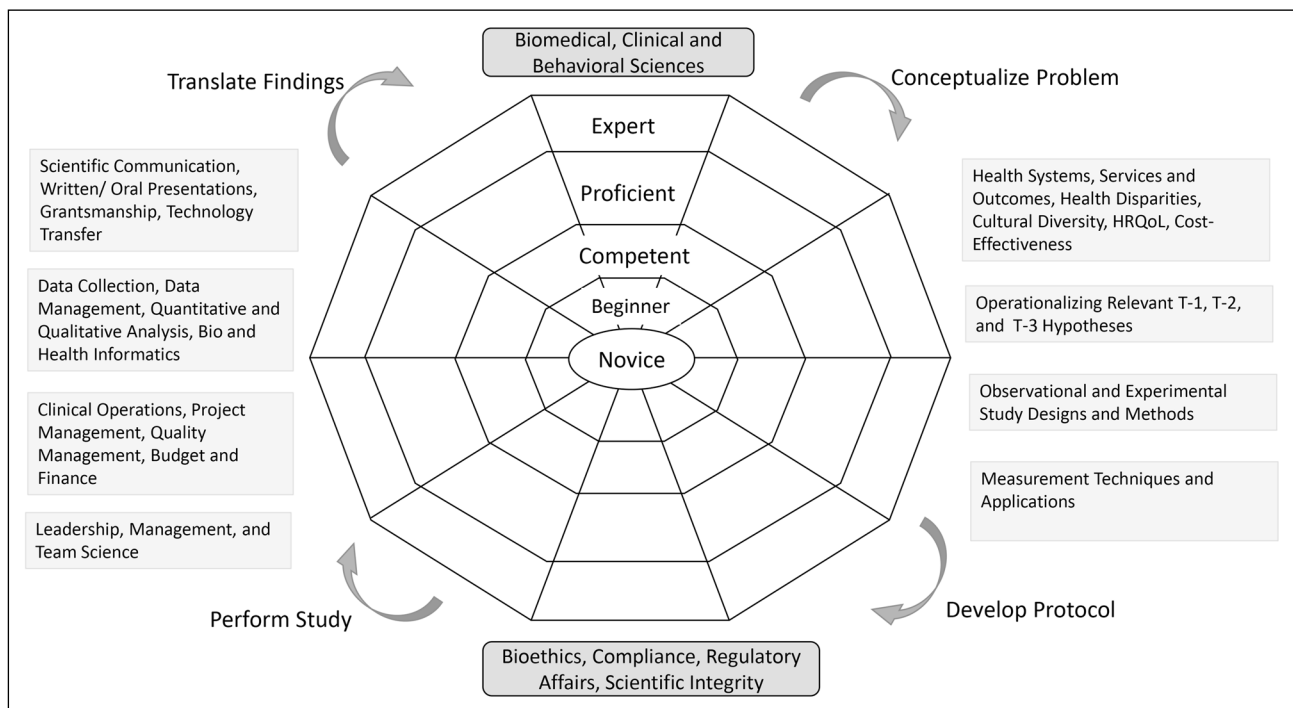 Biomedical, Clinical and
Behavioral Sciences
Translate Findings
Conceptualize Problem
Expert
Proficient
Competent
Beginner
Novice
Scientific Communication,
Written/ Oral Presentations,
Grantsmanship, Technology
Transfer
Data Collection, Data
Management, Quantitative and
Qualitative Analysis, Bio and
Health Informatics
Clinical Operations, Project
Management, Quality
Management, Budget and
Finance
Leadership, Management, and
Team Science
Health Systems, Services and
Outcomes, Health Disparities,
Cultural Diversity, HRQoL, Cost-
Effectiveness
Operationalizing Relevant T-1, T-2,
and T-3 Hypotheses
Observational and Experimental
Study Designs and Methods
Measurement Techniques and
Applications
Perform Study
Develop Protocol
Bioethics, Compliance, Regulatory
Affairs, Scientific Integrity